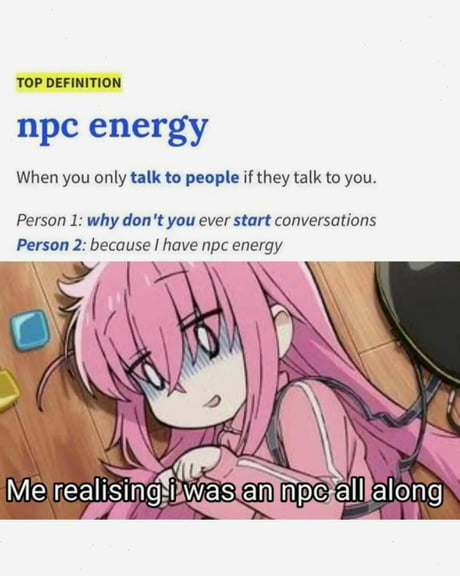 TOP DEFINITION
npc energy
When you only talk to people if they talk to you.
Person 1: why don't you ever start conversations
Person 2: because I have npc energy
Me realising i was an npc all along